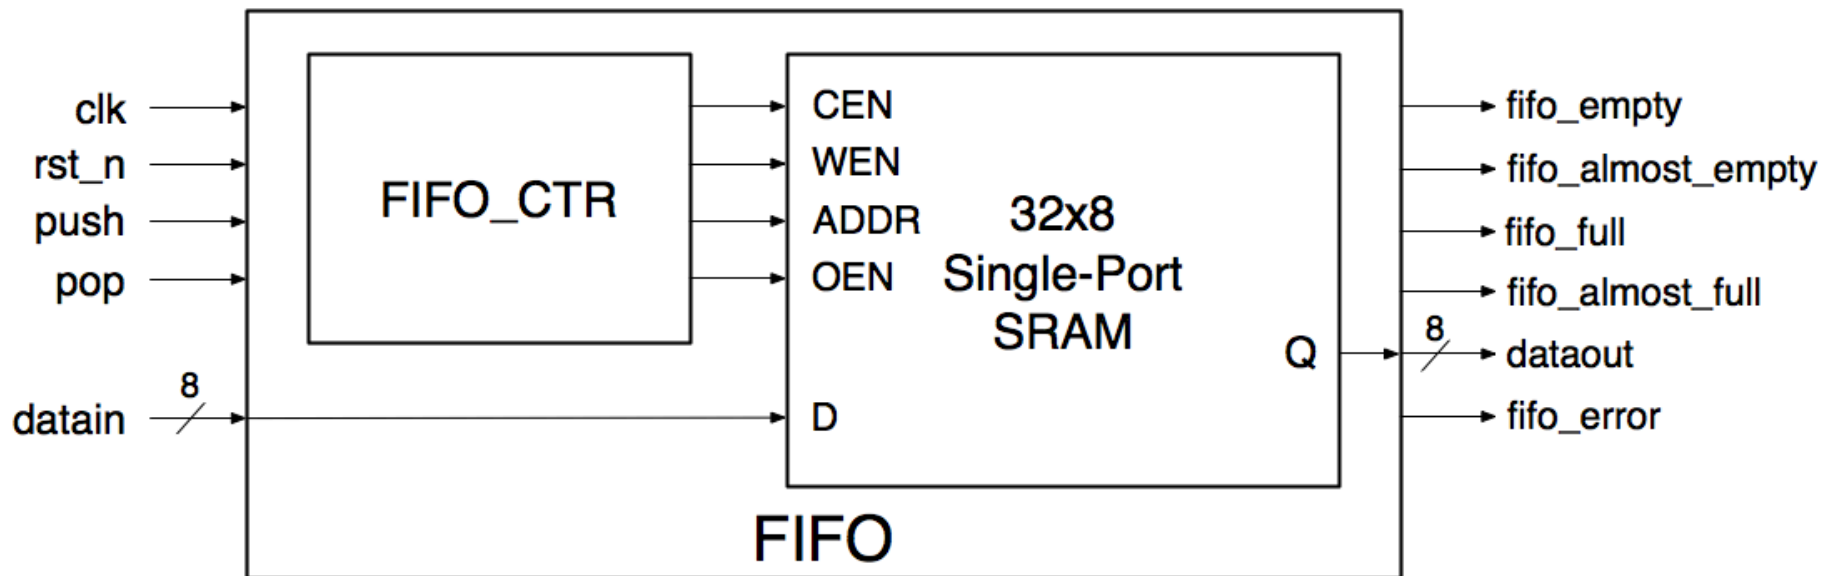 clk
rst_n
push
pop
8
datain
FIFO_CTR
CEN
WEN
ADDR
OEN
D
32x8
Single-Port
SRAM
Q
FIFO
fifo_empty
fifo_almost_empty
fifo_full
fifo_almost_full
8
dataout
fifo_error